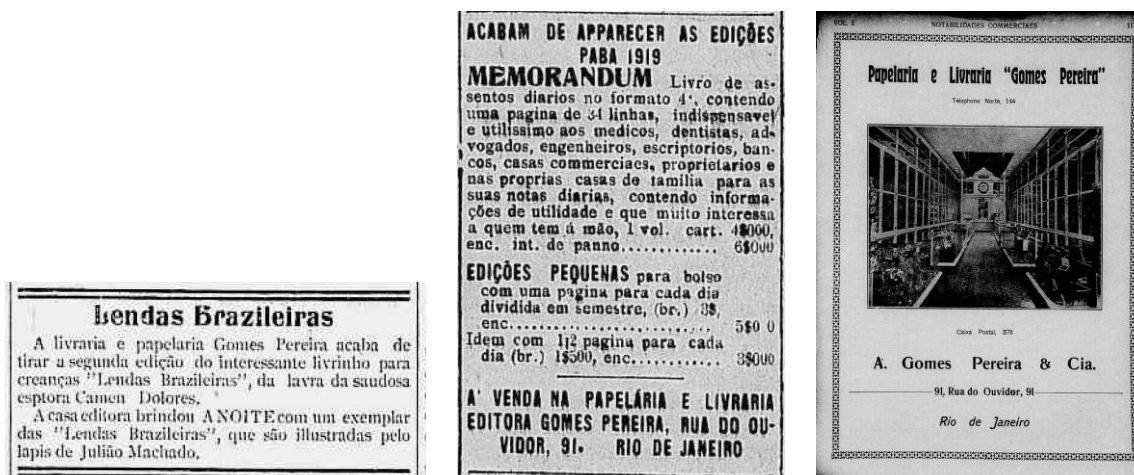 Lendas Brazileiras
A livraria e papelaria Gomes Pereira acaba de
tirar a segunda edição do interessante livrinho para
creanças "Lendas Brazileiras", da lavra da saudosa
esptora Camen Dolores.
A casa editora brindou A NOITE com um exemplar
das "Lendas Brazileiras", que são illustradas pelo
lapis de Julião Machado.
ACABAM DE APPARECER AS EDIÇÕES
PABA 1919
MEMORANDUM Livro de as-
sentos diarios no formato 4°, contendo
uma pagina de 34 linhas, indispensavel
e utilissimo aos medicos, dentistas, ad-
vogados, engenheiros, escriptorios, ban-
cos, casas commerciaes, proprietarios e
nas proprias casas de familia para as
suas notas diarias, contendo informa-
ções de utilidade e que muito interessa
a quem tem á mão, 1 vol. cart. 4$000,
enc. int. de panno............ 6$000
EDIÇÕES PEQUENAS para bolso
com uma pagina para cada dia
dividida em semestre, (br.) 3$,
enc........................ 5$0 0
Idem com 1|2 pagina para cada
dia (br.) 1$500, enc........... 3$000
A' VENDA NA PAPELÁRIA E LIVRARIA
EDITORA GOMES PEREIRA, RUA DO OU-
VIDOR, 91. RIO DE JANEIRO
VOL. I NOTABILIDADES COMMERCIAES 11
Papelaria e Livraria "Gomes Pereira"
Telephone Norte, 144
Caixa Postal, 378
A. Gomes Pereira & Cia.
91, Rua do Ouvidor, 91
Rio de Janeiro